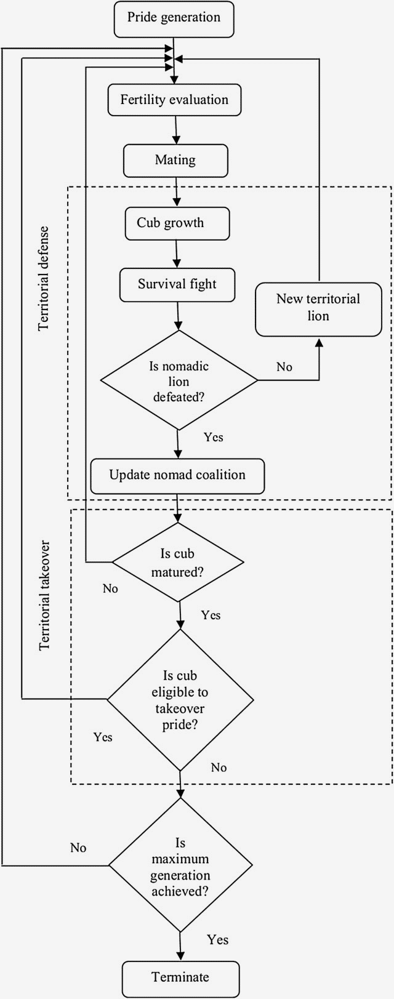 Pride generation
Fertility evaluation
Mating
Territorial defense
Cub growth
Survival fight
New territorial
lion
Is nomadic
lion
defeated?
No
Yes
Update nomad coalition
Territorial takeover
Is cub
matured?
No
Yes
Is cub
eligible to
takeover
pride?
Yes
No
Is
maximum
generation
achieved?
No
Yes
Terminate